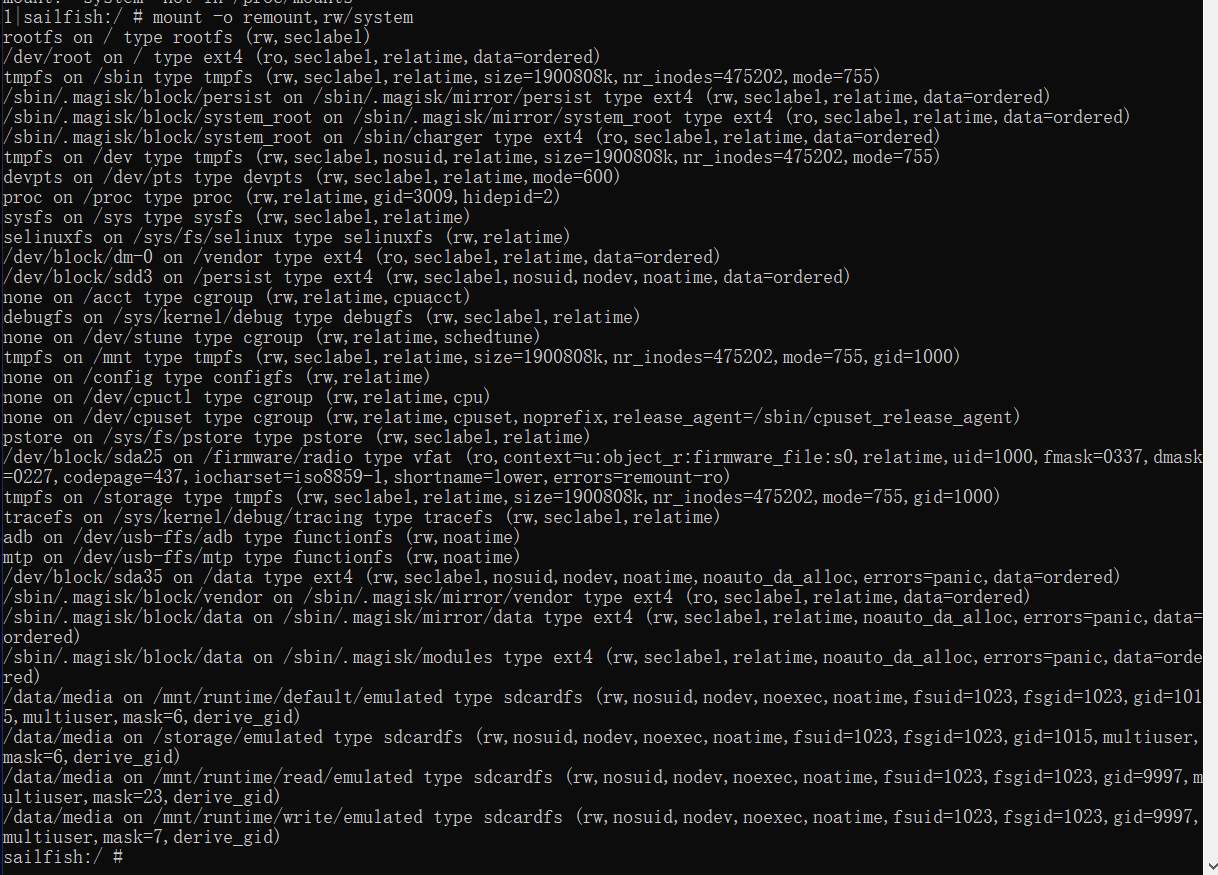 mount: 'system' not in /proc/mounts
1|sailfish:/ # mount -o remount,rw/system
rootfs on / type rootfs (rw,seclabel)
/dev/root on / type ext4 (ro,seclabel,relatime,data=ordered)
tmpfs on /sbin type tmpfs (rw,seclabel,relatime,size=1900808k,nr_inodes=475202,mode=755)
/sbin/.magisk/block/persist on /sbin/.magisk/mirror/persist type ext4 (rw,seclabel,relatime,data=ordered)
/sbin/.magisk/block/system_root on /sbin/.magisk/mirror/system_root type ext4 (ro,seclabel,relatime,data=ordered)
/sbin/.magisk/block/system_root on /sbin/charger type ext4 (ro,seclabel,relatime,data=ordered)
tmpfs on /dev type tmpfs (rw,seclabel,nosuid,relatime,size=1900808k,nr_inodes=475202,mode=755)
devpts on /dev/pts type devpts (rw,seclabel,relatime,mode=600)
proc on /proc type proc (rw,relatime,gid=3009,hidepid=2)
sysfs on /sys type sysfs (rw,seclabel,relatime)
selinuxfs on /sys/fs/selinux type selinuxfs (rw,relatime)
/dev/block/dm-0 on /vendor type ext4 (ro,seclabel,relatime,data=ordered)
/dev/block/sdd3 on /persist type ext4 (rw,seclabel,nosuid,nodev,noatime,data=ordered)
none on /acct type cgroup (rw,relatime,cpuacct)
debugfs on /sys/kernel/debug type debugfs (rw,seclabel,relatime)
none on /dev/stune type cgroup (rw,relatime,schedtune)
tmpfs on /mnt type tmpfs (rw,seclabel,relatime,size=1900808k,nr_inodes=475202,mode=755,gid=1000)
none on /config type configfs (rw,relatime)
none on /dev/cpuctl type cgroup (rw,relatime,cpu)
none on /dev/cpuset type cgroup (rw,relatime,cpuset,noprefix,release_agent=/sbin/cpuset_release_agent)
pstore on /sys/fs/pstore type pstore (rw,seclabel,relatime)
/dev/block/sda25 on /firmware/radio type vfat (ro,context=u:object_r:firmware_file:s0,relatime,uid=1000,fmask=0337,dmask
=0227,codepage=437,iocharset=iso8859-1,shortname=lower,errors=remount-ro)
tmpfs on /storage type tmpfs (rw,seclabel,relatime,size=1900808k,nr_inodes=475202,mode=755,gid=1000)
tracefs on /sys/kernel/debug/tracing type tracefs (rw,seclabel,relatime)
adb on /dev/usb-ffs/adb type functionfs (rw,noatime)
mtp on /dev/usb-ffs/mtp type functionfs (rw,noatime)
/dev/block/sda35 on /data type ext4 (rw,seclabel,nosuid,nodev,noatime,noauto_da_alloc,errors=panic,data=ordered)
/sbin/.magisk/block/vendor on /sbin/.magisk/mirror/vendor type ext4 (ro,seclabel,relatime,data=ordered)
/sbin/.magisk/block/data on /sbin/.magisk/mirror/data type ext4 (rw,seclabel,relatime,noauto_da_alloc,errors=panic,data=
ordered)
/sbin/.magisk/block/data on /sbin/.magisk/modules type ext4 (rw,seclabel,relatime,noauto_da_alloc,errors=panic,data=orde
red)
/data/media on /mnt/runtime/default/emulated type sdcardfs (rw,nosuid,nodev,noexec,noatime,fsuid=1023,fsgid=1023,gid=101
5,multiuser,mask=6,derive_gid)
/data/media on /storage/emulated type sdcardfs (rw,nosuid,nodev,noexec,noatime,fsuid=1023,fsgid=1023,gid=1015,multiuser,
mask=6,derive_gid)
/data/media on /mnt/runtime/read/emulated type sdcardfs (rw,nosuid,nodev,noexec,noatime,fsuid=1023,fsgid=1023,gid=9997,m
ultiuser,mask=23,derive_gid)
/data/media on /mnt/runtime/write/emulated type sdcardfs (rw,nosuid,nodev,noexec,noatime,fsuid=1023,fsgid=1023,gid=9997,
multiuser,mask=7,derive_gid)
sailfish:/ #